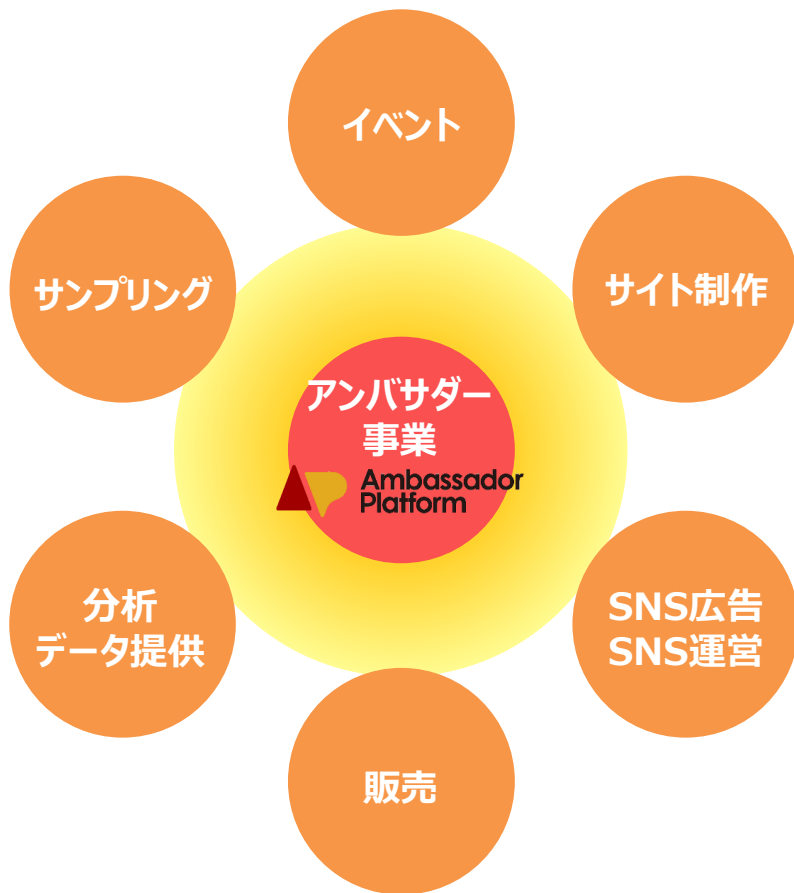 イベント
サンプリング
サイト制作
アンバサダー
事業
Ambassador
Platform
分析
データ提供
SNS広告
SNS運営
販売